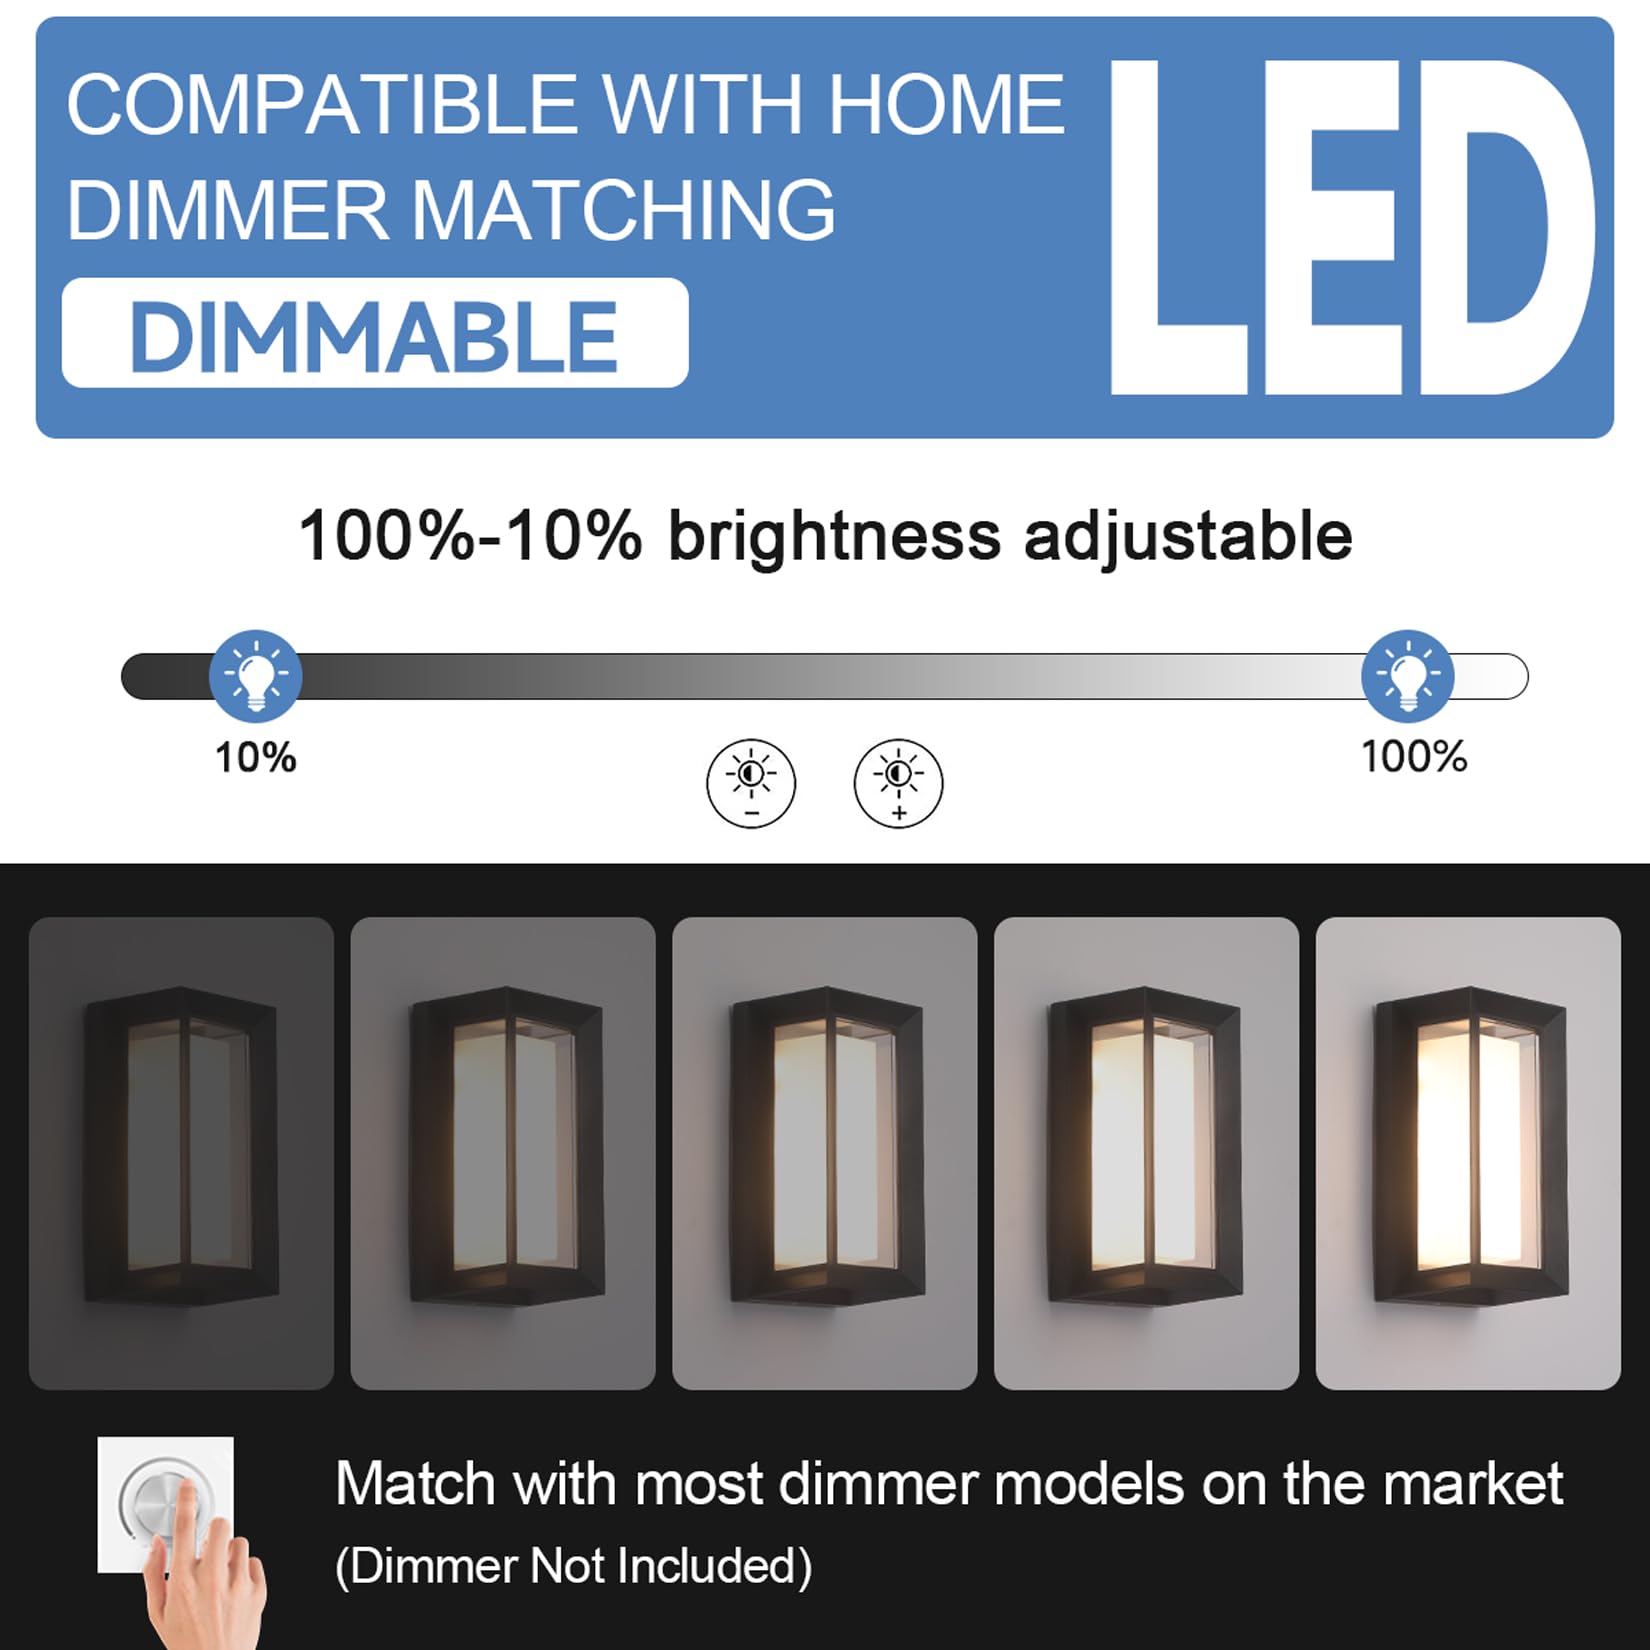 COMPATIBLE WITH HOME
DIMMER MATCHING
DIMMABLE
LED
100%-10% brightness adjustable
10%
100%
-
+
Match with most dimmer models on the market
(Dimmer Not Included)